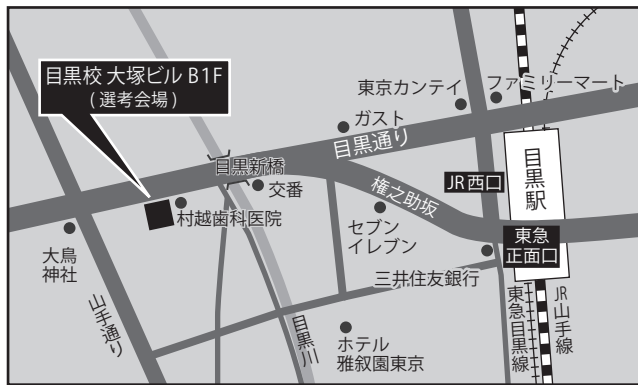 目黒校 大塚ビル B1F
( 選考会場 )
東京カンテイ
ファミリーマート
ガスト
目黒通り
目黒新橋
交番
村越歯科医院
権之助坂
JR西口
目黒駅
セブン
イレブン
東急
正面口
大鳥
神社
三井住友銀行
山手通り
目黒川
ホテル
雅叙園東京
東急目黒線
JR山手線